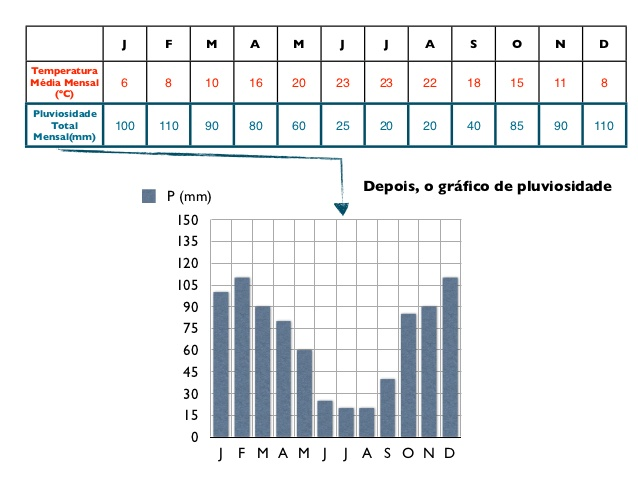 J F M A M J J A S O N D
Temperatura
Média Mensal
(ºC)
6 8 10 16 20 23 23 22 18 15 11 8
Pluviosidade
Total
Mensal(mm)
100 110 90 80 60 25 20 20 40 85 90 110
Depois, o gráfico de pluviosidade
P (mm)
150
135
120
105
90
75
60
45
30
15
0
J F M A M J J A S O N D